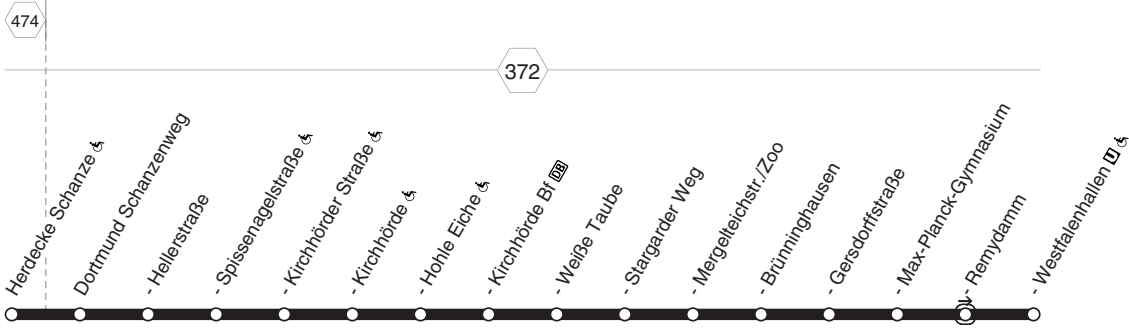 474
372
Herdecke Schanze
Dortmund Schanzenweg
- Hellerstraße
- Spissenagelstraße
- Kirchhörder Straße
- Kirchhörde
- Hohle Eiche
- Kirchhörde Bf DB
- Weiße Taube
- Stargarder Weg
- Mergelteichstr./Zoo
- Brünninghausen
- Gersdorffstraße
- Max-Planck-Gymnasium
- Remydamm
- Westfalenhallen U